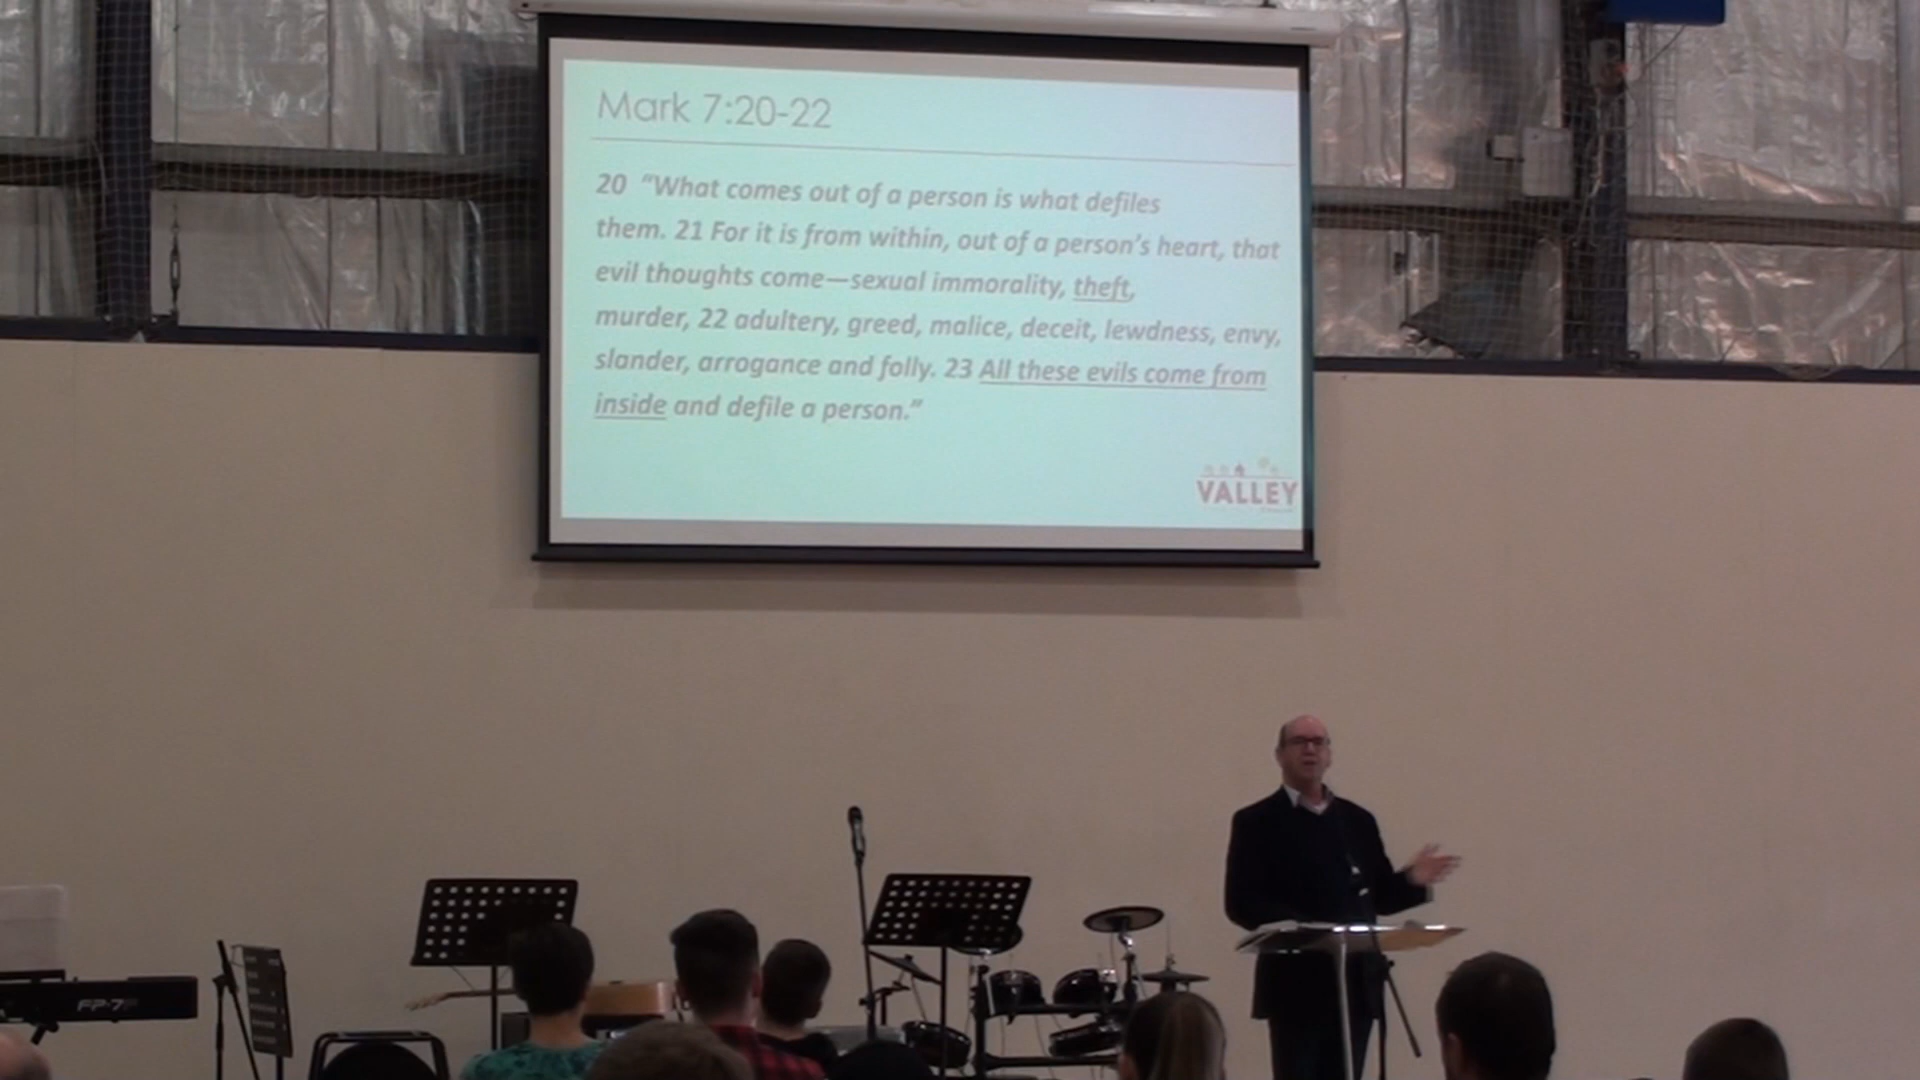 Mark 7:20-22
20 “What comes out of a person is what defiles
them. 21 For it is from within, out of a person’s heart, that
evil thoughts come—sexual immorality, theft,
murder, 22 adultery, greed, malice, deceit, lewdness, envy,
slander, arrogance and folly. 23 All these evils come from
inside and defile a person.”
VALLEY
FP-7F